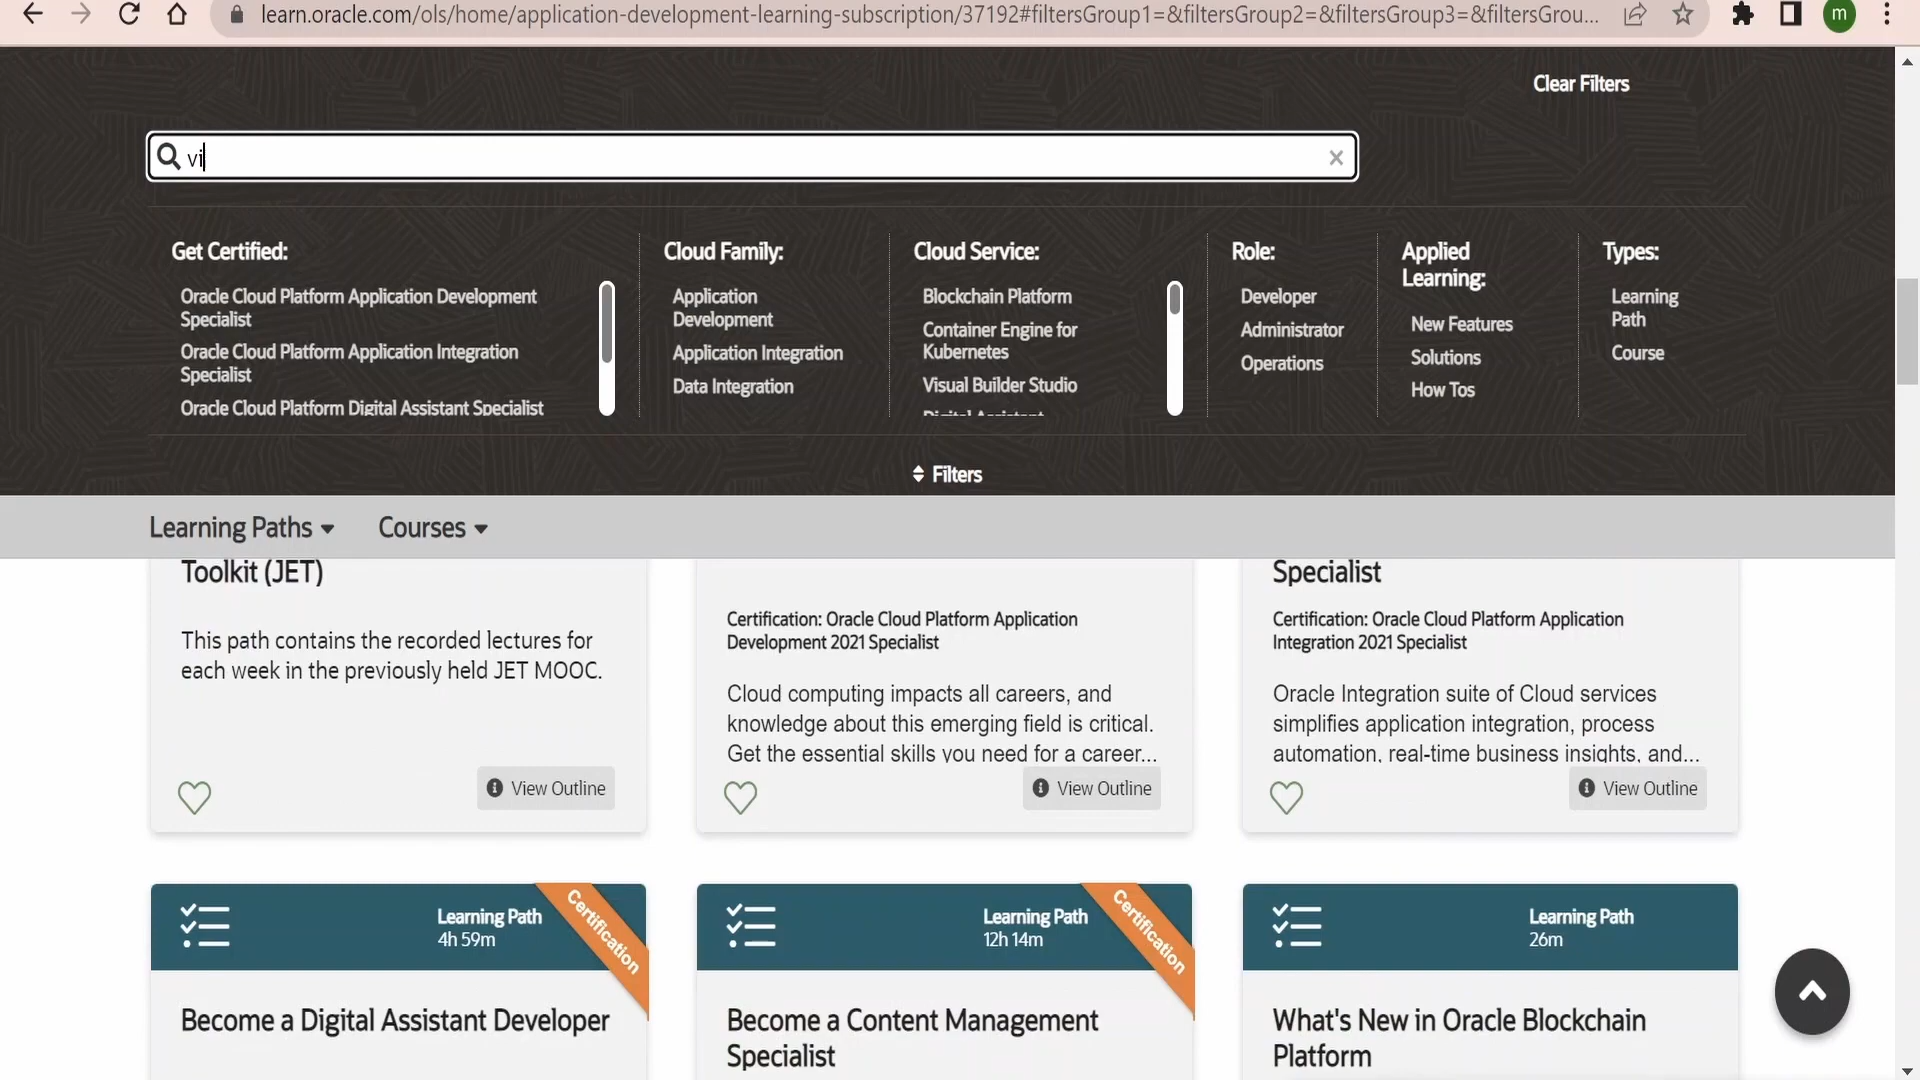 learn.oracle.com/ols/home/application-development-learning-subscription/37192#filtersGroup1=&filtersGroup2=&filtersGroup3=&filtersGrou...
m
Clear Filters
vi
Get Certified:
Oracle Cloud Platform Application Development
Specialist
Oracle Cloud Platform Application Integration
Specialist
Oracle Cloud Platform Digital Assistant Specialist
Cloud Family:
Application
Development
Application Integration
Data Integration
Cloud Service:
Blockchain Platform
Container Engine for
Kubernetes
Visual Builder Studio
Digital Assistant
Role:
Developer
Administrator
Operations
Applied
Learning:
New Features
Solutions
How Tos
Types:
Learning
Path
Course
Filters
Learning Paths
Courses
Toolkit (JET)
This path contains the recorded lectures for
each week in the previously held JET MOOC.
View Outline
Certification: Oracle Cloud Platform Application
Development 2021 Specialist
Cloud computing impacts all careers, and
knowledge about this emerging field is critical.
Get the essential skills you need for a career...
View Outline
Specialist
Certification: Oracle Cloud Platform Application
Integration 2021 Specialist
Oracle Integration suite of Cloud services
simplifies application integration, process
automation, real-time business insights, and...
View Outline
Learning Path
4h 59m
Certification
Become a Digital Assistant Developer
Learning Path
12h 14m
Certification
Become a Content Management
Specialist
Learning Path
26m
What's New in Oracle Blockchain
Platform